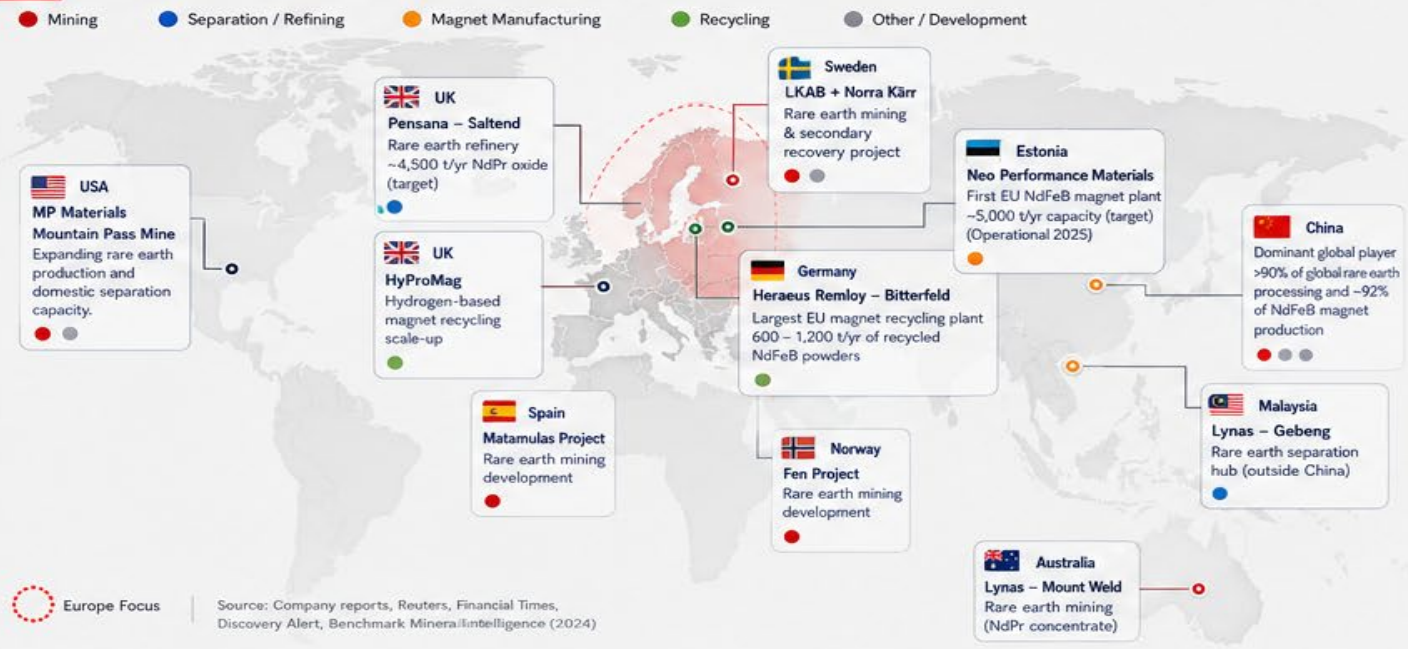 Mining
Separation / Refining
Magnet Manufacturing
Recycling
Other / Development
USA
MP Materials
Mountain Pass Mine
Expanding rare earth
production and
domestic separation
capacity.
UK
Pensana – Saltend
Rare earth refinery
~4,500 t/yr NdPr oxide
(target)
UK
HyProMag
Hydrogen-based
magnet recycling
scale-up
Spain
Matamulas Project
Rare earth mining
development
Sweden
LKAB + Norra Kärr
Rare earth mining
& secondary
recovery project
Estonia
Neo Performance Materials
First EU NdFeB magnet plant
~5,000 t/yr capacity (target)
(Operational 2025)
Germany
Heraeus Remloy – Bitterfeld
Largest EU magnet recycling plant
600 – 1,200 t/yr of recycled
NdFeB powders
Norway
Fen Project
Rare earth mining
development
China
Dominant global player
>90% of global rare earth
processing and ~92%
of NdFeB magnet
production
Malaysia
Lynas – Gebeng
Rare earth separation
hub (outside China)
Australia
Lynas – Mount Weld
Rare earth mining
(NdPr concentrate)
Europe Focus
Source: Company reports, Reuters, Financial Times,
Discovery Alert, Benchmark Mineral Intelligence (2024)